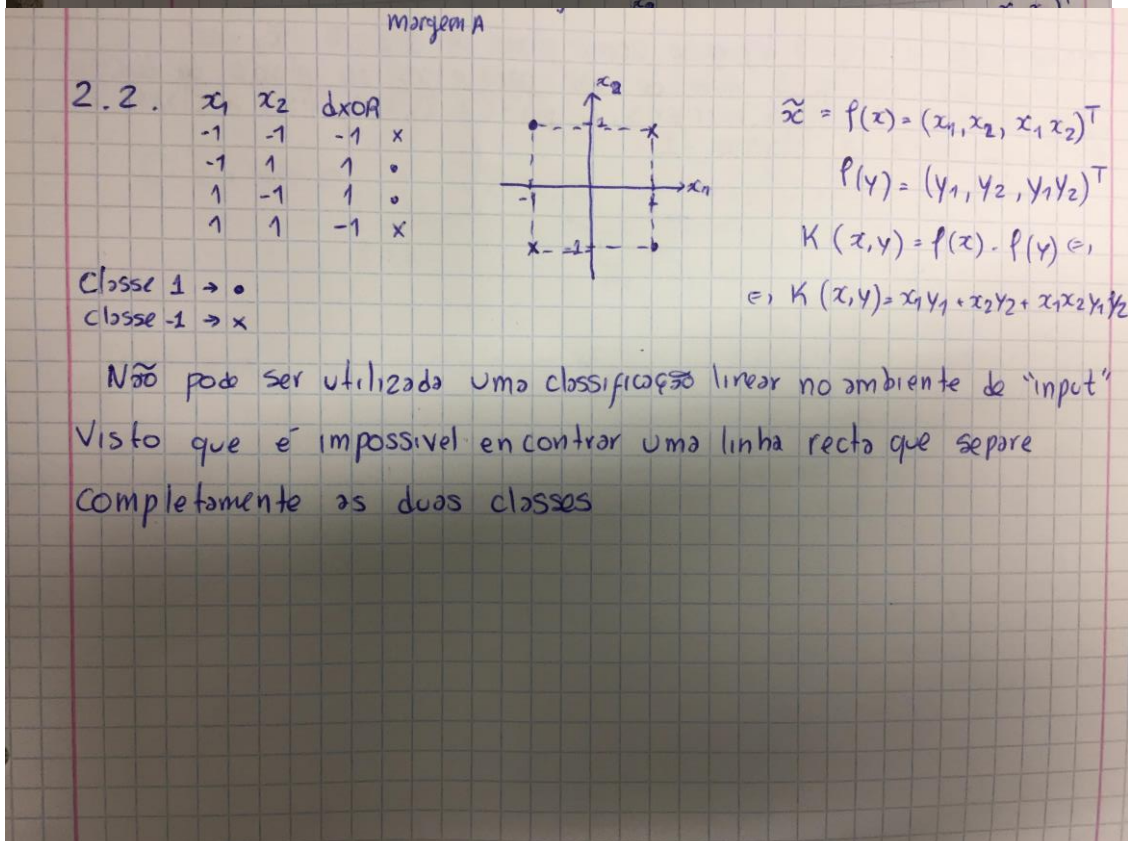 margem A
2.2. x1 x2 dXOR
-1 -1 -1 x
-1 1 1 •
1 -1 1 •
1 1 -1 x
Classe 1 → •
classe -1 → x
x2
1
-1
1
x1
-1
x̃ = φ(x) = (x1, x2, x1 x2)^T
φ(y) = (y1, y2, y1y2)^T
K (x,y) = φ(x) . φ(y) (=)
(=) K (x,y) = x1y1 + x2y2 + x1x2y1y2
Não pode ser utilizada uma classificação linear no ambiente de "input"
Visto que é impossivel encontrar uma linha recta que separe
completamente as duas classes